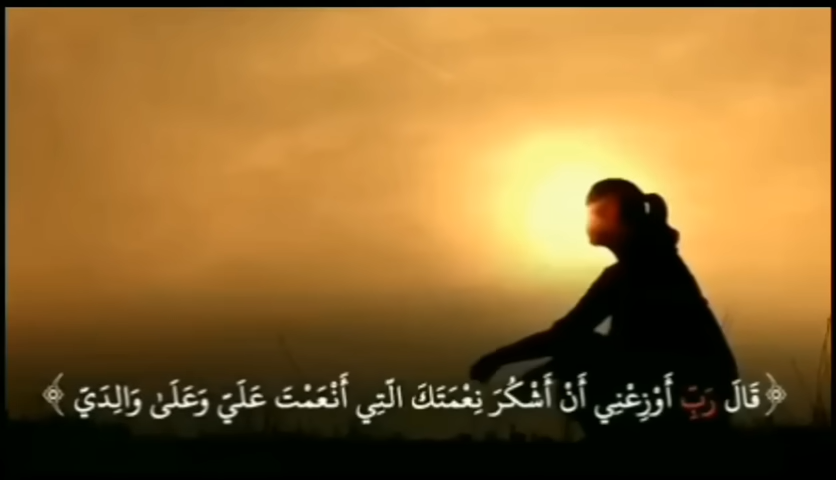 ﴿ قَالَ رَبِّ أَوْزِعْنِي أَنْ أَشْكُرَ نِعْمَتَكَ الَّتِي أَنْعَمْتَ عَلَيَّ وَعَلَىٰ وَالِدَيَّ ﴾